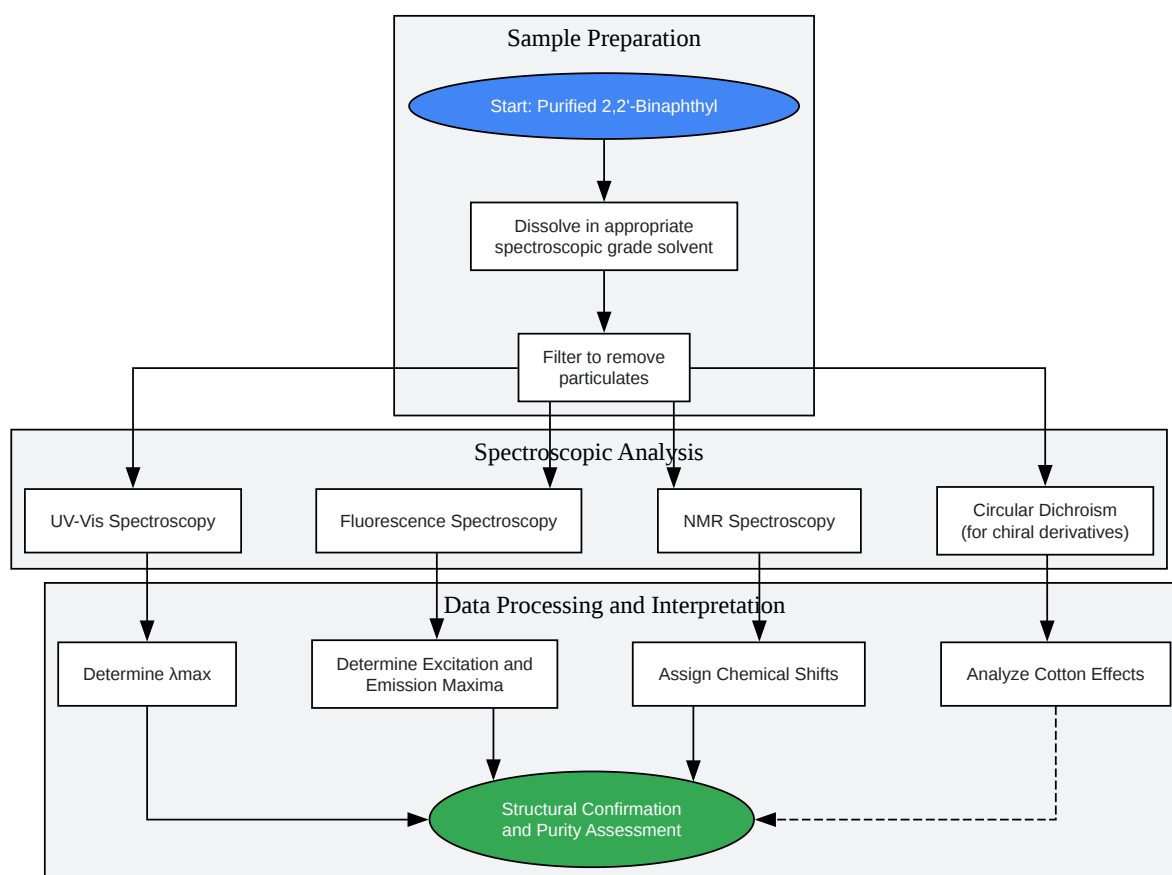 Sample Preparation
Start: Purified 2,2'-Binaphthyl
Dissolve in appropriate
spectroscopic grade solvent
Filter to remove
particulates
Spectroscopic Analysis
UV-Vis Spectroscopy
Fluorescence Spectroscopy
NMR Spectroscopy
Circular Dichroism
(for chiral derivatives)
Data Processing and Interpretation
Determine λmax
Determine Excitation and
Emission Maxima
Assign Chemical Shifts
Analyze Cotton Effects
Structural Confirmation
and Purity Assessment